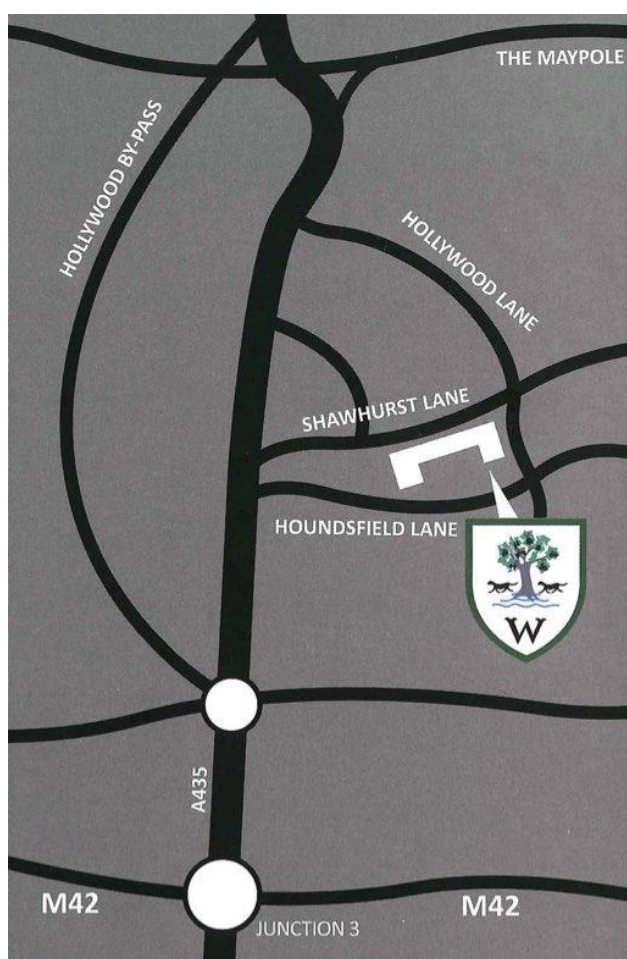 THE MAYPOLE
HOLLYWOOD BY-PASS
HOLLYWOOD LANE
SHAWHURST LANE
HOUNDSFIELD LANE
W
A435
M42
M42
JUNCTION 3